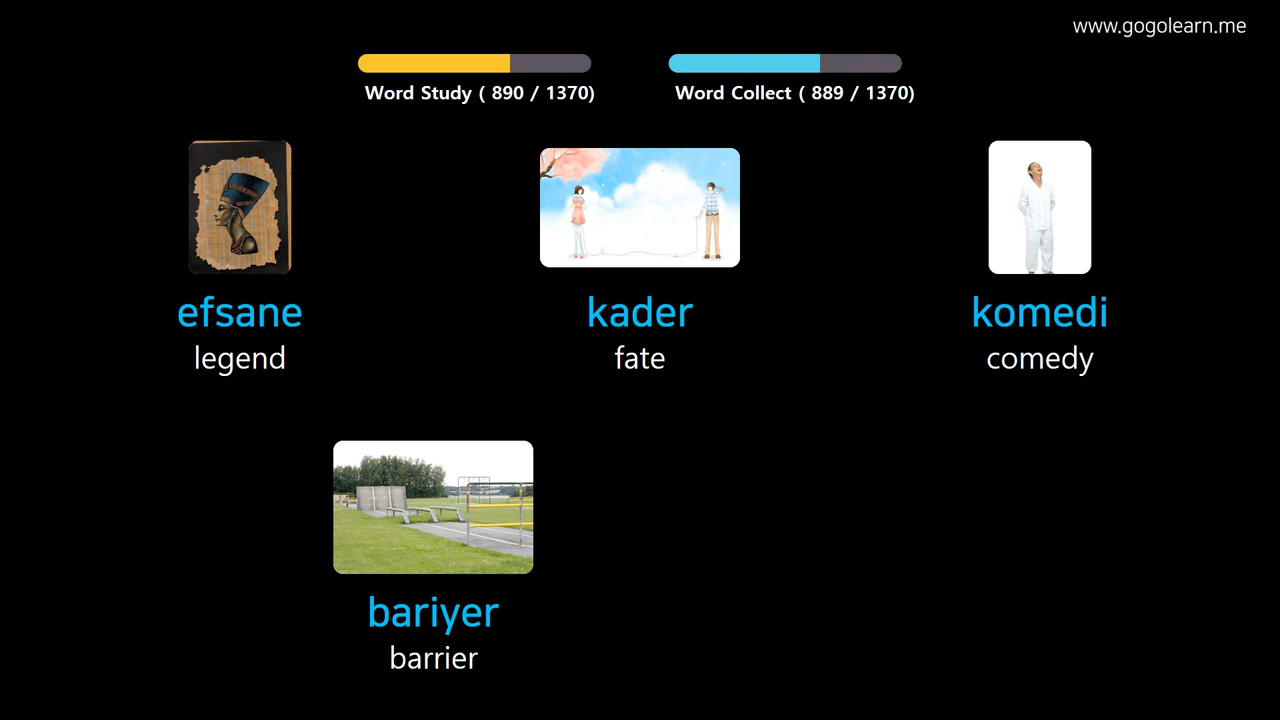 www.gogolearn.me
Word Study ( 890 / 1370)
Word Collect ( 889 / 1370)
efsane
legend
kader
fate
komedi
comedy
bariyer
barrier